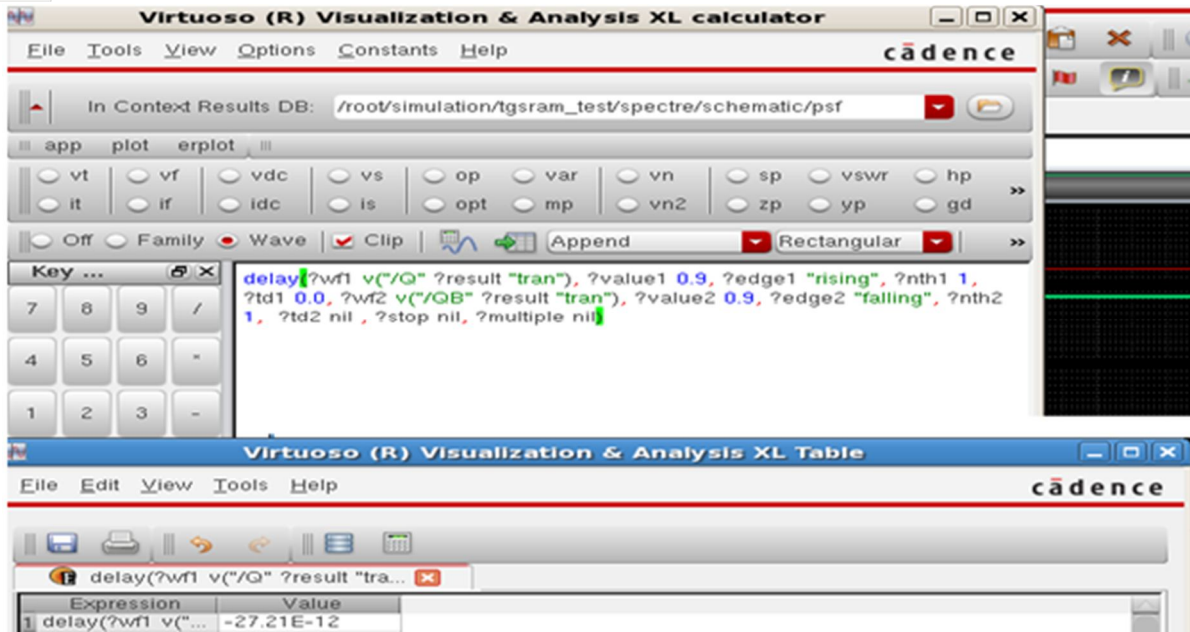 Virtuoso (R) Visualization & Analysis XL calculator
File Tools View Options Constants Help
cādence
In Context Results DB: /root/simulation/tgsram_test/spectre/schematic/psf
app plot erplot
vt vf vdc vs op var vn sp vswr hp »
it if idc is opt mp vn2 zp yp gd
Off Family Wave Clip Append Rectangular »
Key ...
7 8 9 /
4 5 6 *
1 2 3 -
delay(?wf1 v("/Q" ?result "tran"), ?value1 0.9, ?edge1 "rising", ?nth1 1,
?td1 0.0, ?wf2 v("/QB" ?result "tran"), ?value2 0.9, ?edge2 "falling", ?nth2
1, ?td2 nil , ?stop nil, ?multiple nil)
Virtuoso (R) Visualization & Analysis XL Table
File Edit View Tools Help
cādence
delay(?wf1 v("/Q" ?result "tra...
Expression Value
1 delay(?wf1 v("... -27.21E-12